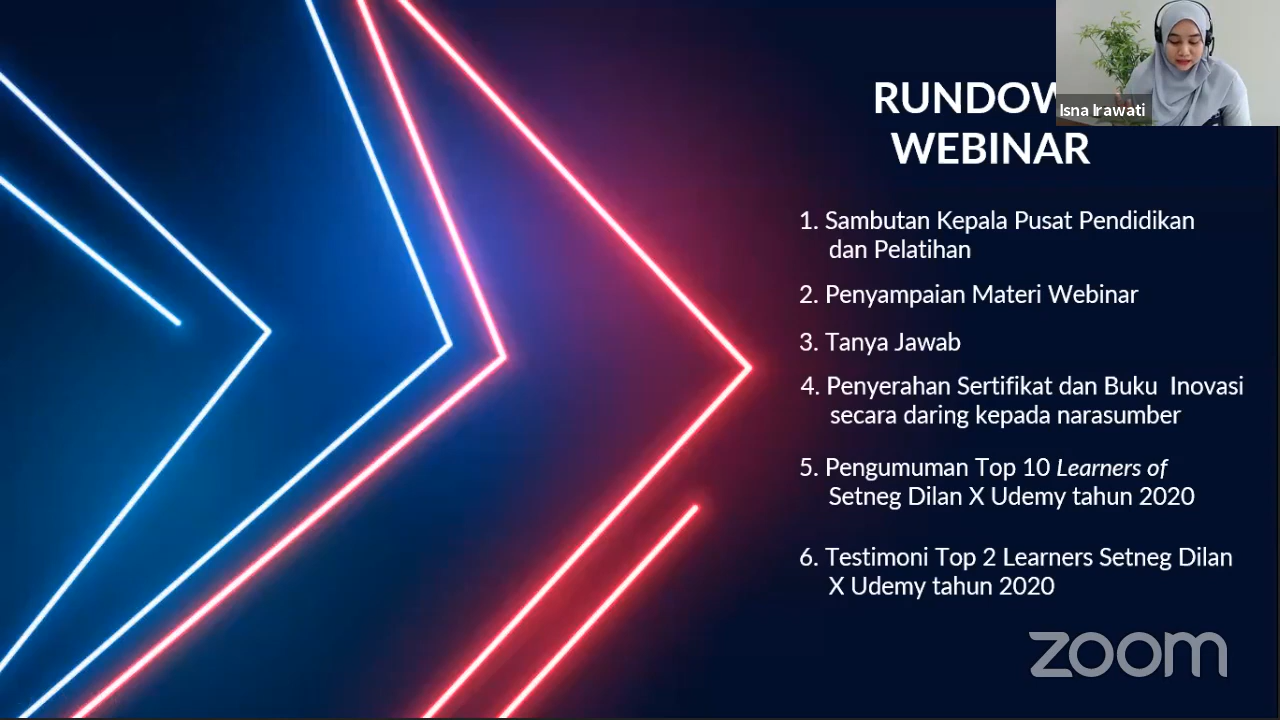 RUNDOW
WEBINAR
Isna Irawati
1. Sambutan Kepala Pusat Pendidikan
dan Pelatihan
2. Penyampaian Materi Webinar
3. Tanya Jawab
4. Penyerahan Sertifikat dan Buku  Inovasi
secara daring kepada narasumber
5. Pengumuman Top 10 Learners of
Setneg Dilan X Udemy tahun 2020
6. Testimoni Top 2 Learners Setneg Dilan
X Udemy tahun 2020
zoom